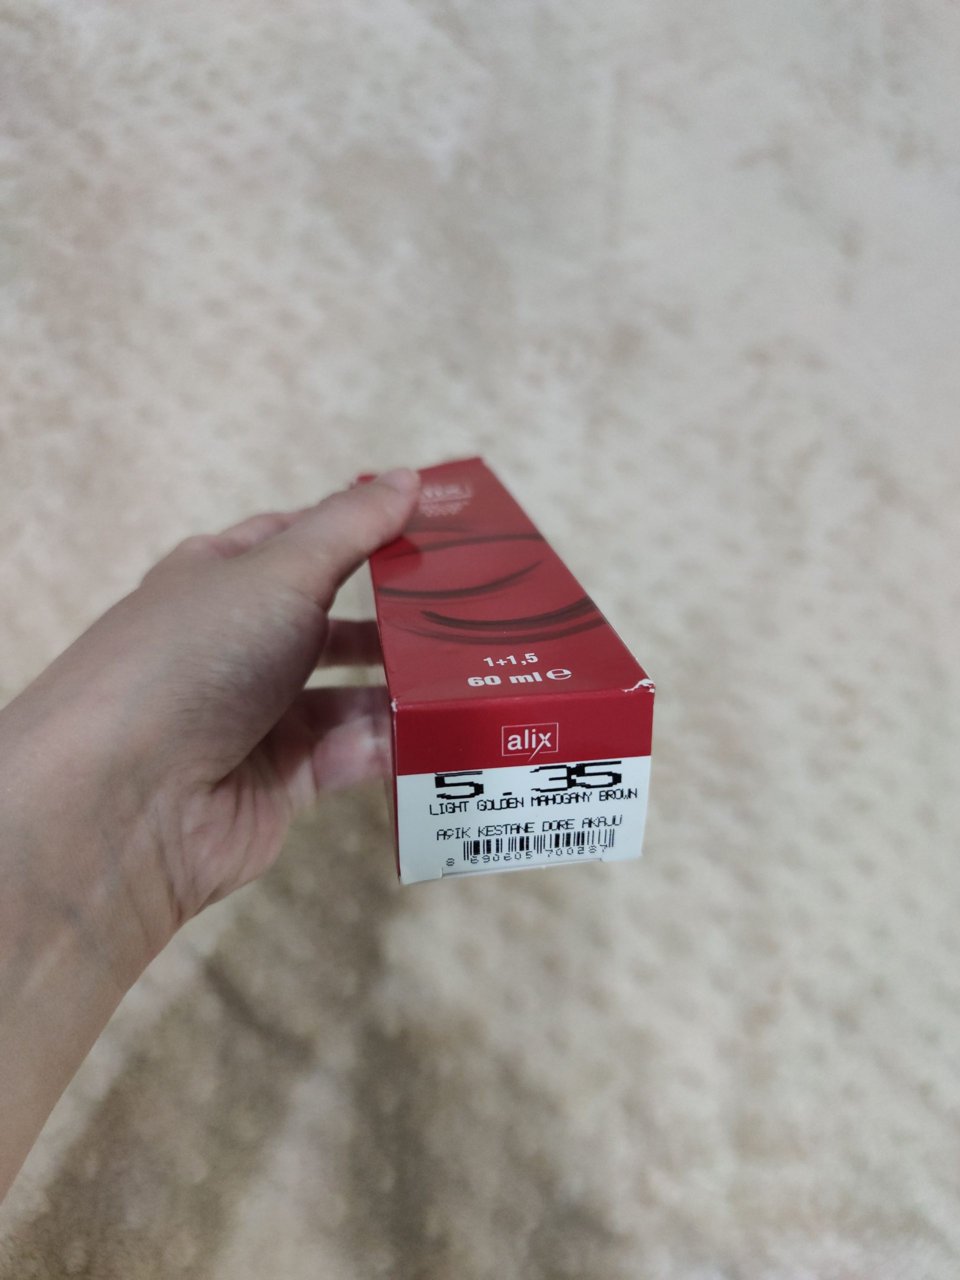 1+1,5
60 ml e
alix
5.35
LIGHT GOLDEN MAHOGANY BROWN
AÇIK KESTANE DORE AKAJU
8 690605 700287